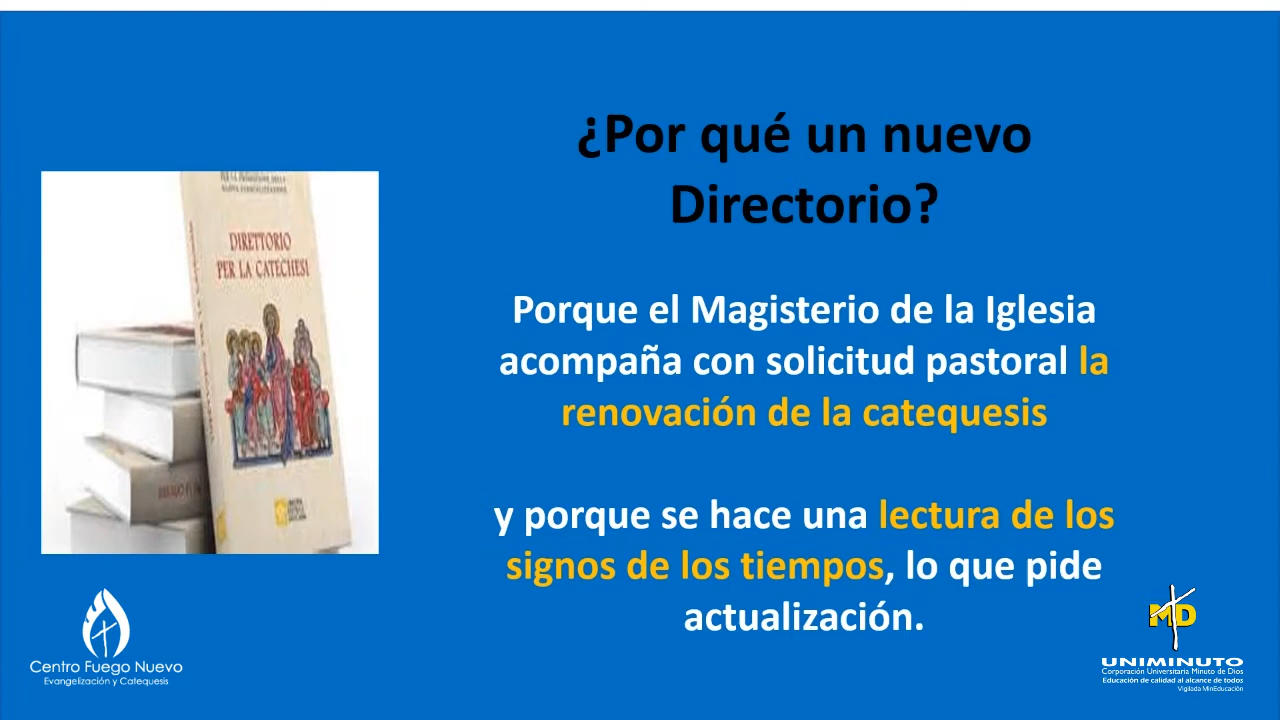 ¿Por qué un nuevo
Directorio?
DIRETTORIO
PER LA CATECHESI
Porque el Magisterio de la Iglesia
acompaña con solicitud pastoral la
renovación de la catequesis
y porque se hace una lectura de los
signos de los tiempos, lo que pide
actualización.
Centro Fuego Nuevo
Evangelización y Catequesis
MD
UNIMINUTO
Corporación Universitaria Minuto de Dios
Educación de calidad al alcance de todos
Vigilada MinEducación